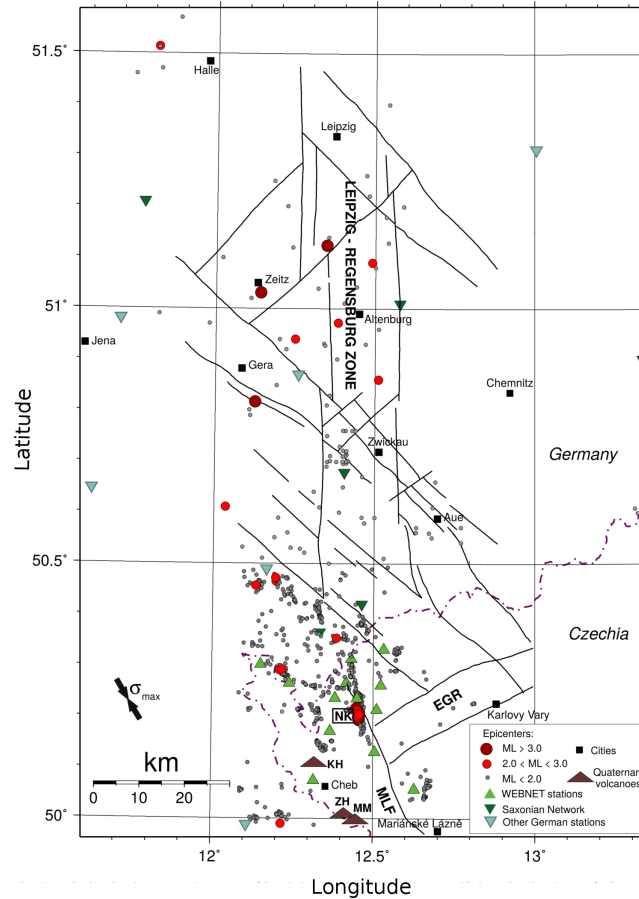 51.5°
Halle
Leipzig
LEIPZIG - REGENSBURG ZONE
Zeitz
51°
Altenburg
Jena
Gera
Chemnitz
Latitude
Zwickau
Germany
Aue
50.5°
Czechia
σmax
EGR
NK
Karlovy Vary
km
0 10 20
KH
Cheb
ZH
MM
MLF
50°
Mariánské Lázně
Epicenters:
ML > 3.0
2.0 < ML < 3.0
ML < 2.0
WEBNET stations
Saxonian Network
Other German stations
Cities
Quaternary
volcanoes
12° 12.5° 13°
Longitude